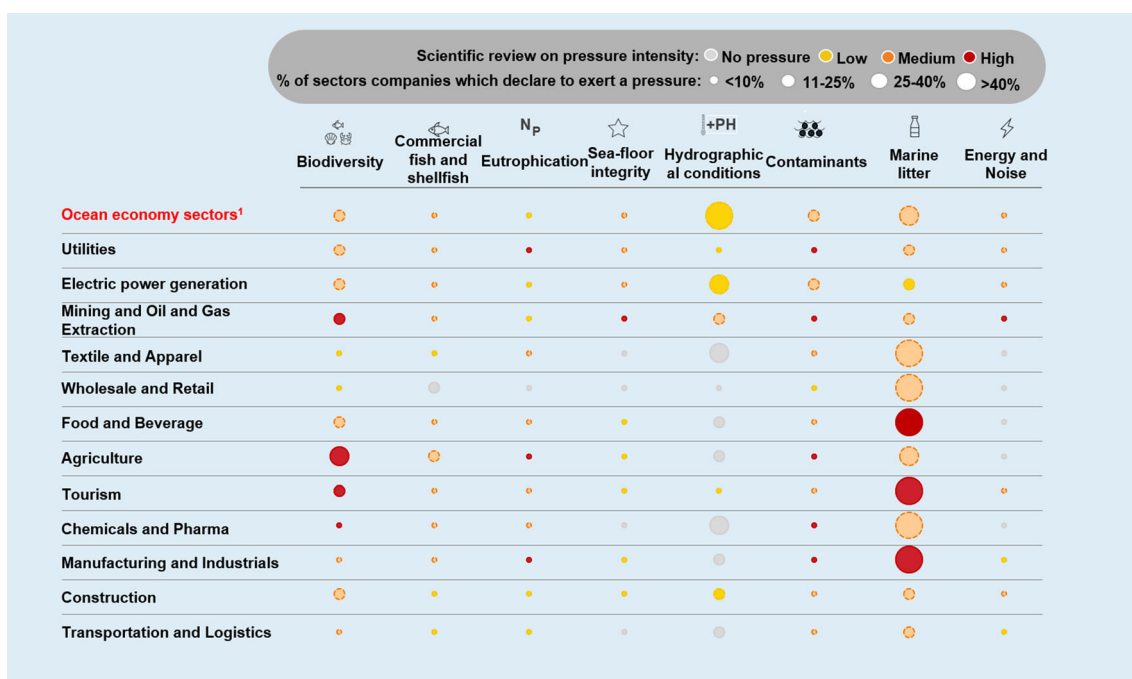 Scientific review on pressure intensity: No pressure Low Medium High
% of sectors companies which declare to exert a pressure: <10% 11-25% 25-40% >40%
N P
+PH
Biodiversity
Commercial
fish and
shellfish
Eutrophication
Sea-floor
integrity
Hydrographic
al conditions
Contaminants
Marine
litter
Energy and
Noise
Ocean economy sectors¹
Utilities
Electric power generation
Mining and Oil and Gas
Extraction
Textile and Apparel
Wholesale and Retail
Food and Beverage
Agriculture
Tourism
Chemicals and Pharma
Manufacturing and Industrials
Construction
Transportation and Logistics